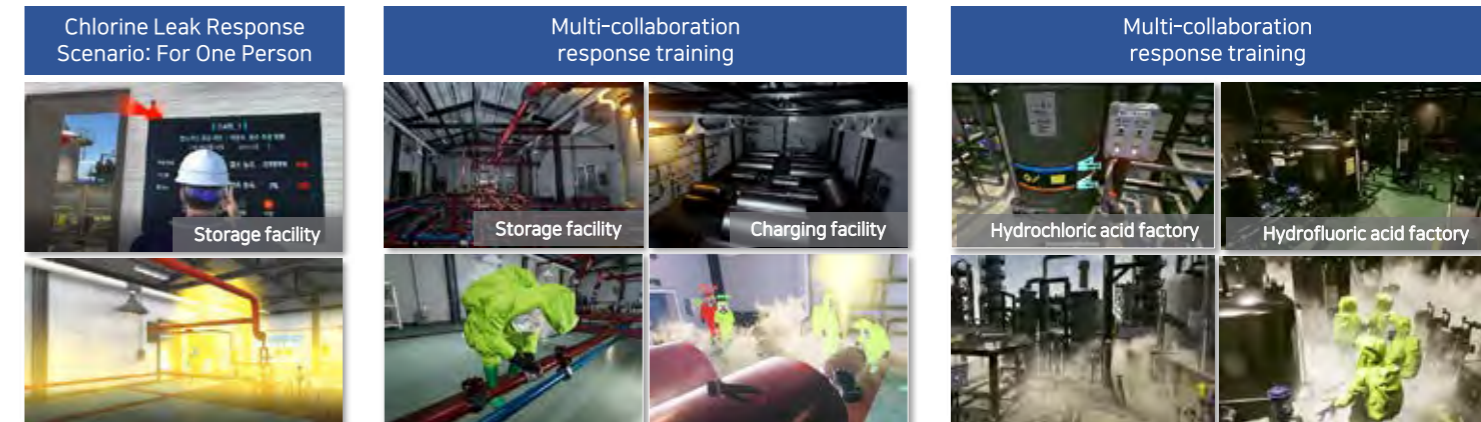 Chlorine Leak Response
Scenario: For One Person
Multi-collaboration
response training
Multi-collaboration
response training
Storage facility
Storage facility
Charging facility
Hydrochloric acid factory
Hydrofluoric acid factory